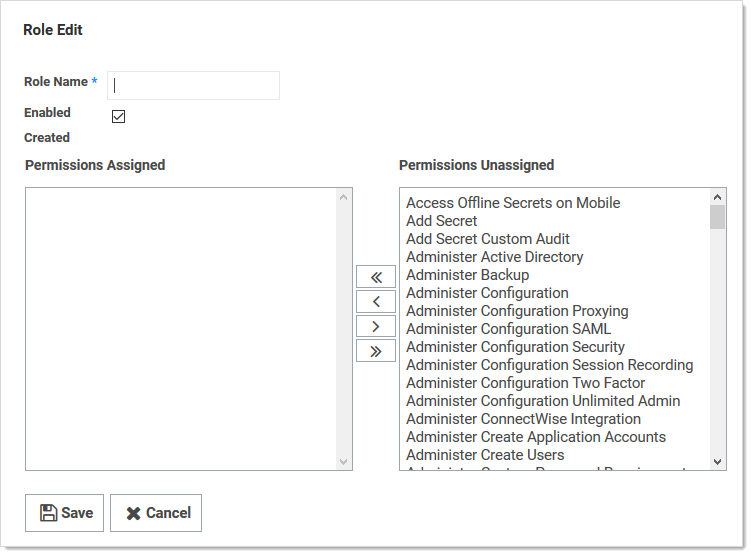 Role Edit
Role Name *
Enabled
Created
Permissions Assigned
Permissions Unassigned
Access Offline Secrets on Mobile
Add Secret
Add Secret Custom Audit
Administer Active Directory
Administer Backup
Administer Configuration
Administer Configuration Proxying
Administer Configuration SAML
Administer Configuration Security
Administer Configuration Session Recording
Administer Configuration Two Factor
Administer Configuration Unlimited Admin
Administer ConnectWise Integration
Administer Create Application Accounts
Administer Create Users
Save
Cancel